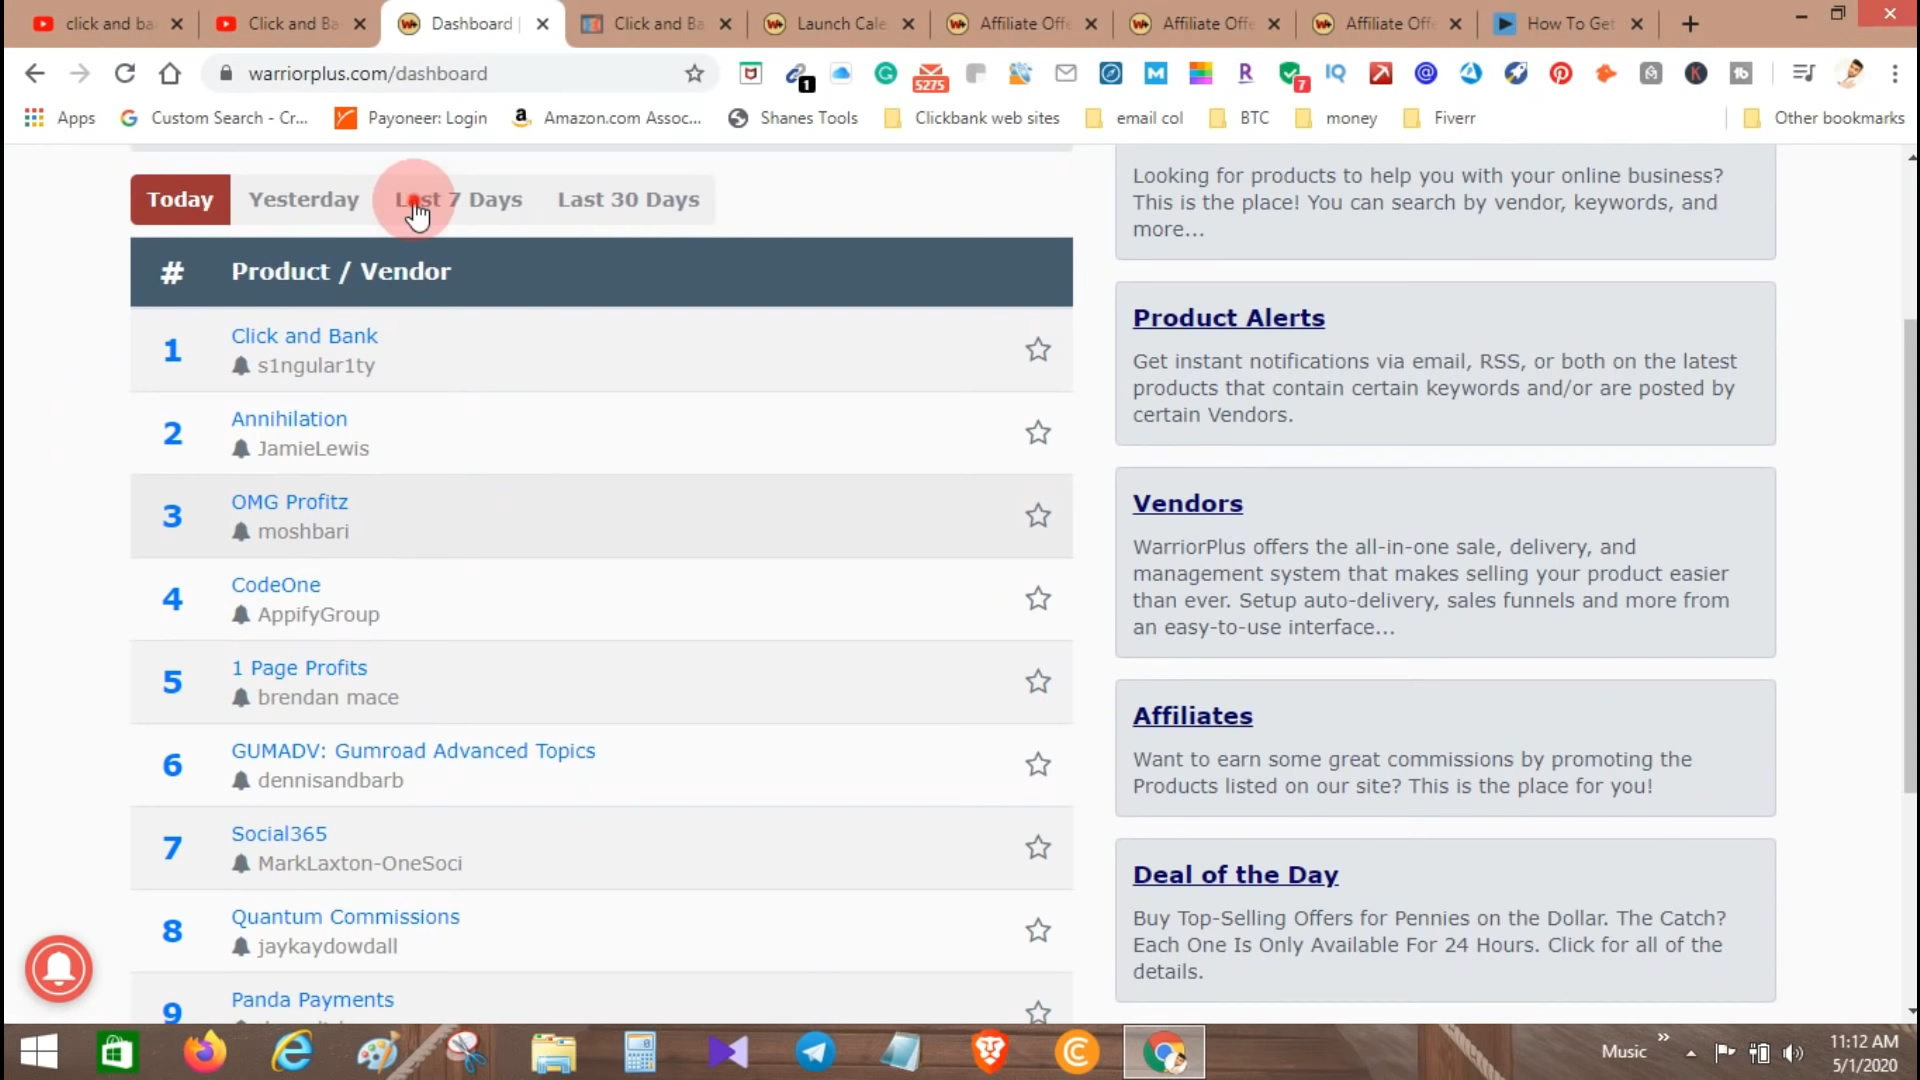 click and ba
Click and Ba
Dashboard |
Click and Ba
Launch Cale
Affiliate Offe
Affiliate Offe
Affiliate Offe
How To Get
warriorplus.com/dashboard
1
5275
7
Apps
Custom Search - Cr...
Payoneer: Login
Amazon.com Assoc...
Shanes Tools
Clickbank web sites
email col
BTC
money
Fiverr
Other bookmarks
Today
Yesterday
Last 7 Days
Last 30 Days
# Product / Vendor
1 Click and Bank
s1ngular1ty
2 Annihilation
JamieLewis
3 OMG Profitz
moshbari
4 CodeOne
AppifyGroup
5 1 Page Profits
brendan mace
6 GUMADV: Gumroad Advanced Topics
dennisandbarb
7 Social365
MarkLaxton-OneSoci
8 Quantum Commissions
jaykaydowdall
9 Panda Payments
Looking for products to help you with your online business?
This is the place! You can search by vendor, keywords, and
more...
Product Alerts
Get instant notifications via email, RSS, or both on the latest
products that contain certain keywords and/or are posted by
certain Vendors.
Vendors
WarriorPlus offers the all-in-one sale, delivery, and
management system that makes selling your product easier
than ever. Setup auto-delivery, sales funnels and more from
an easy-to-use interface...
Affiliates
Want to earn some great commissions by promoting the
Products listed on our site? This is the place for you!
Deal of the Day
Buy Top-Selling Offers for Pennies on the Dollar. The Catch?
Each One Is Only Available For 24 Hours. Click for all of the
details.
Music
11:12 AM
5/1/2020